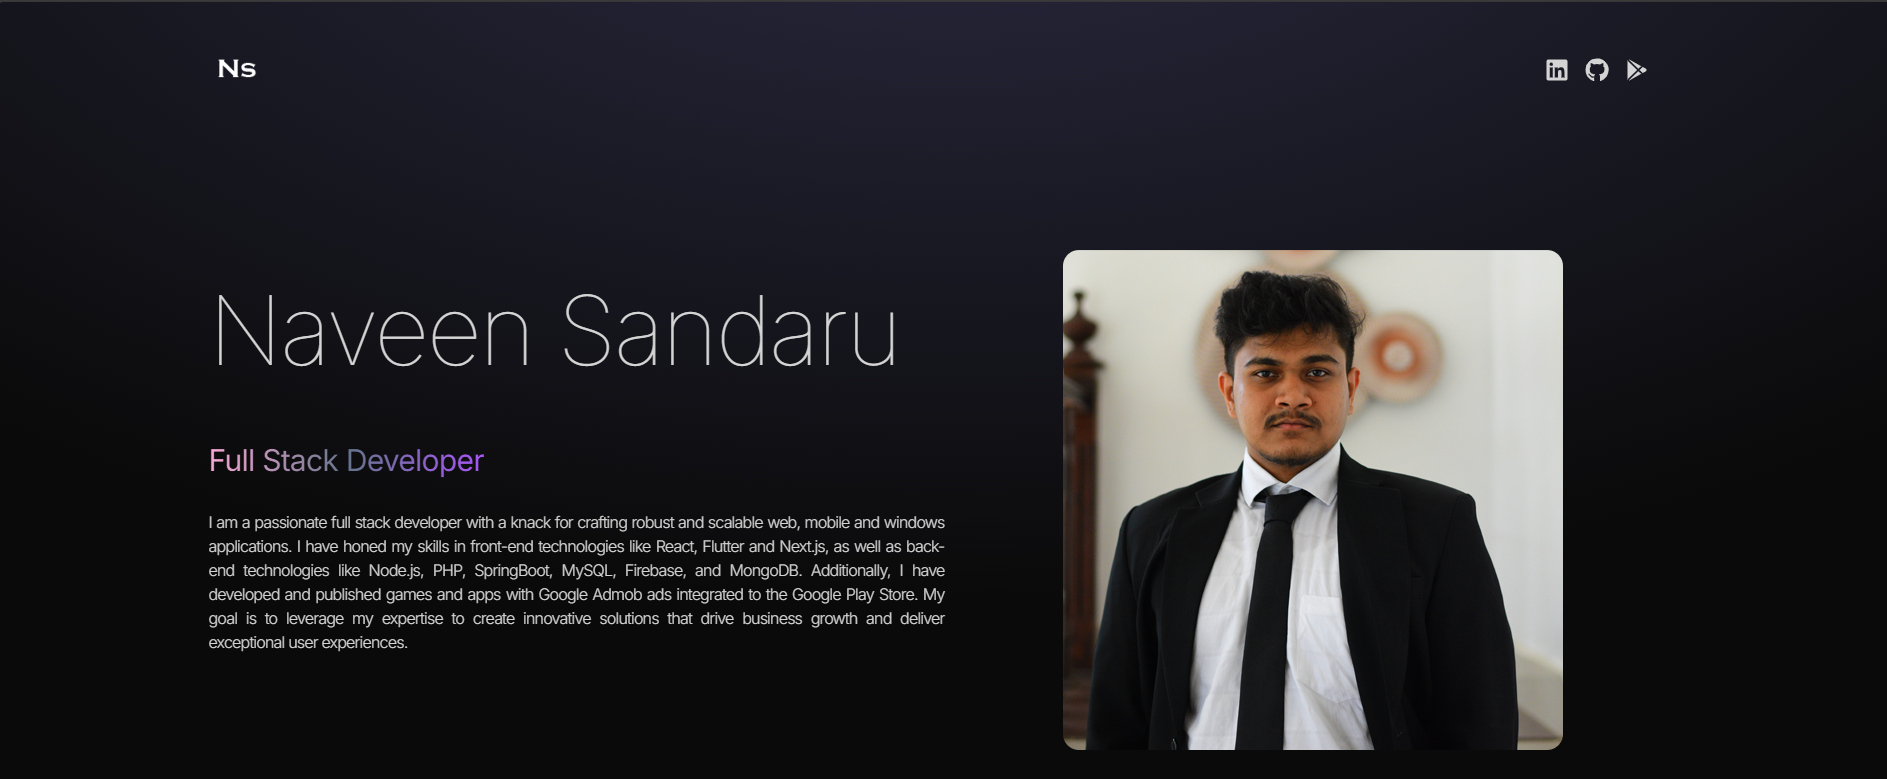 Ns
Naveen Sandaru
Full Stack Developer
I am a passionate full stack developer with a knack for crafting robust and scalable web, mobile and windows
applications. I have honed my skills in front-end technologies like React, Flutter and Next.js, as well as back-
end technologies like Node.js, PHP, SpringBoot, MySQL, Firebase, and MongoDB. Additionally, I have
developed and published games and apps with Google Admob ads integrated to the Google Play Store. My
goal is to leverage my expertise to create innovative solutions that drive business growth and deliver
exceptional user experiences.